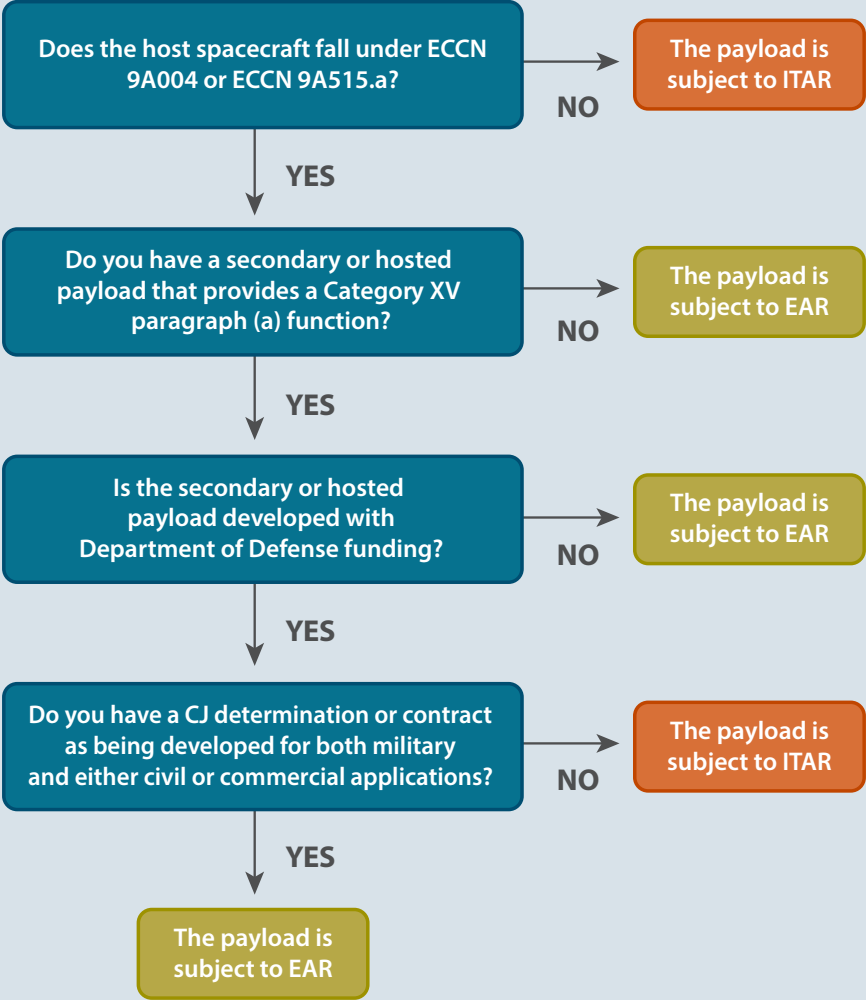 Does the host spacecraft fall under ECCN
9A004 or ECCN 9A515.a?
NO
The payload is
subject to ITAR
YES
Do you have a secondary or hosted
payload that provides a Category XV
paragraph (a) function?
NO
The payload is
subject to EAR
YES
Is the secondary or hosted
payload developed with
Department of Defense funding?
NO
The payload is
subject to EAR
YES
Do you have a CJ determination or contract
as being developed for both military
and either civil or commercial applications?
NO
The payload is
subject to ITAR
YES
The payload is
subject to EAR